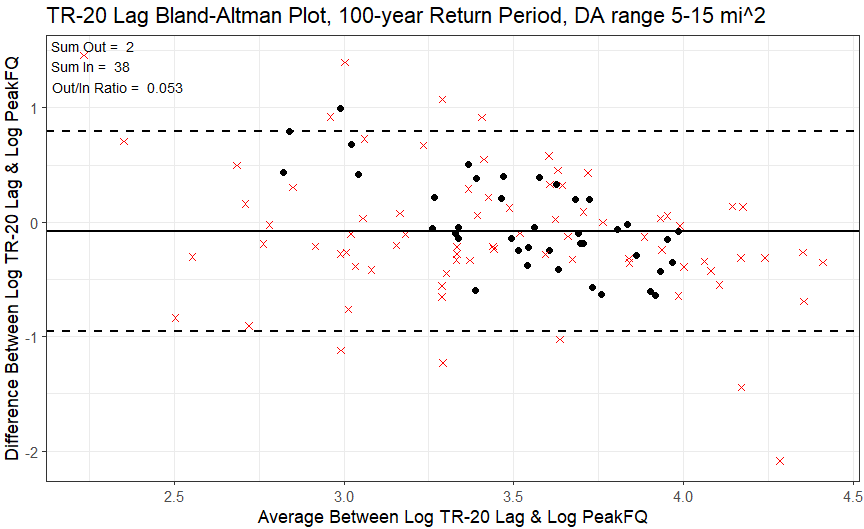 TR-20 Lag Bland-Altman Plot, 100-year Return Period, DA range 5-15 mi^2
Sum Out = 2
Sum In = 38
Out/In Ratio = 0.053
Difference Between Log TR-20 Lag & Log PeakFQ
1
0
-1
-2
2.5 3.0 3.5 4.0 4.5
Average Between Log TR-20 Lag & Log PeakFQ